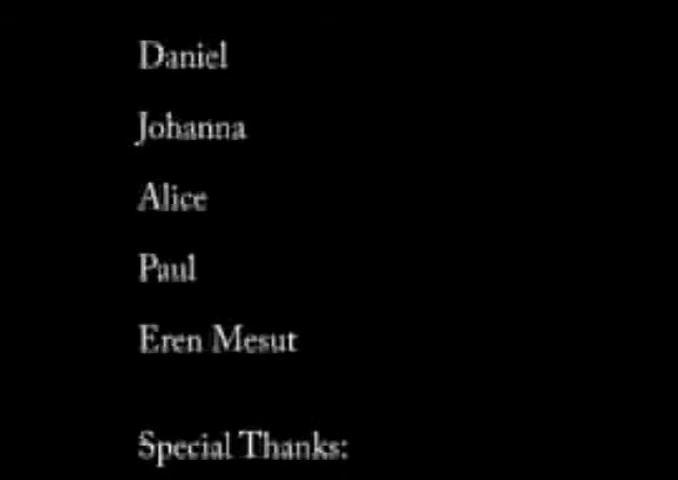 Daniel
Johanna
Alice
Paul
Eren Mesut
Special Thanks: